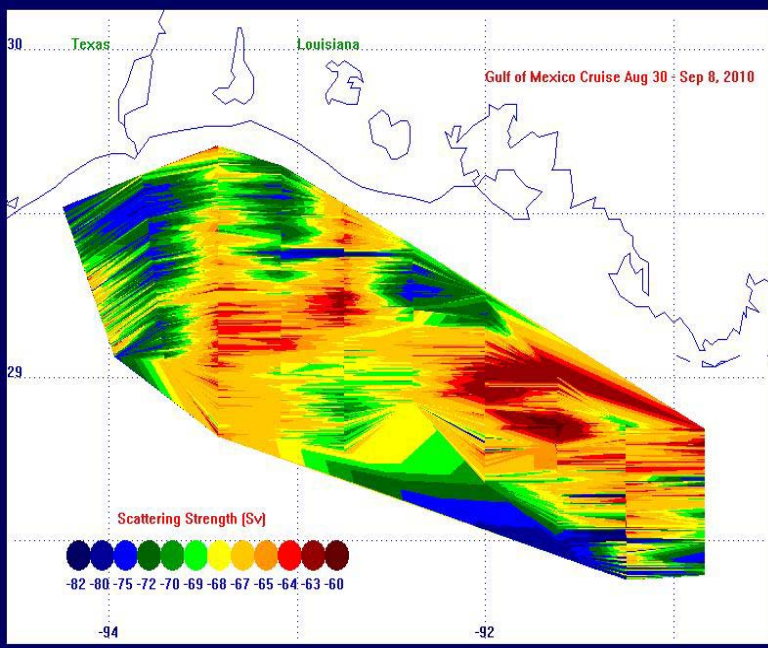 30
Texas
Louisiana
Gulf of Mexico Cruise Aug 30 - Sep 8, 2010
29
Scattering Strength (Sv)
-82 -80 -75 -72 -70 -69 -68 -67 -65 -64 -63 -60
-94
-92